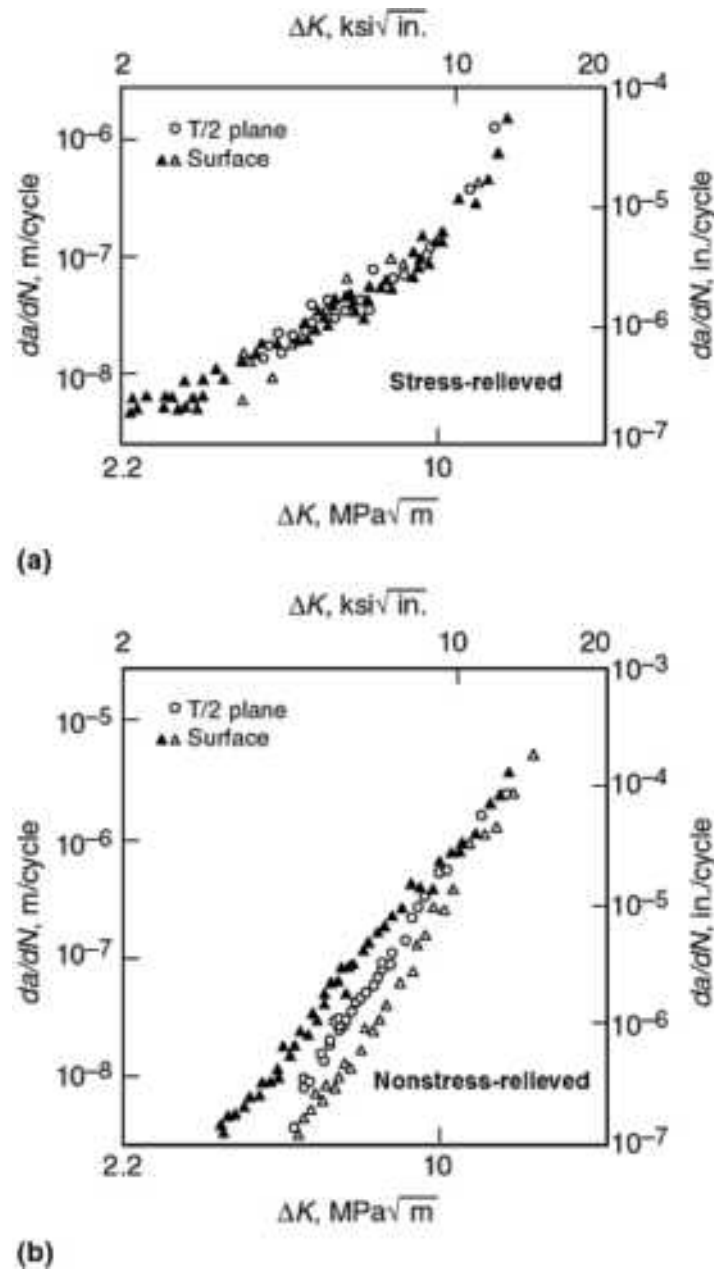 ΔK, ksi√in.
2 10 20
10⁻⁴
T/2 plane
10⁻⁶
Surface
10⁻⁵
da/dN, m/cycle
10⁻⁷
da/dN, in./cycle
10⁻⁶
10⁻⁸
Stress-relieved
10⁻⁷
2.2 10
ΔK, MPa√m
(a)
ΔK, ksi√in.
2 10 20
10⁻³
T/2 plane
10⁻⁵
Surface
10⁻⁴
10⁻⁶
da/dN, m/cycle
10⁻⁵
da/dN, in./cycle
10⁻⁷
10⁻⁶
10⁻⁸
Nonstress-relieved
10⁻⁷
2.2 10
ΔK, MPa√m
(b)